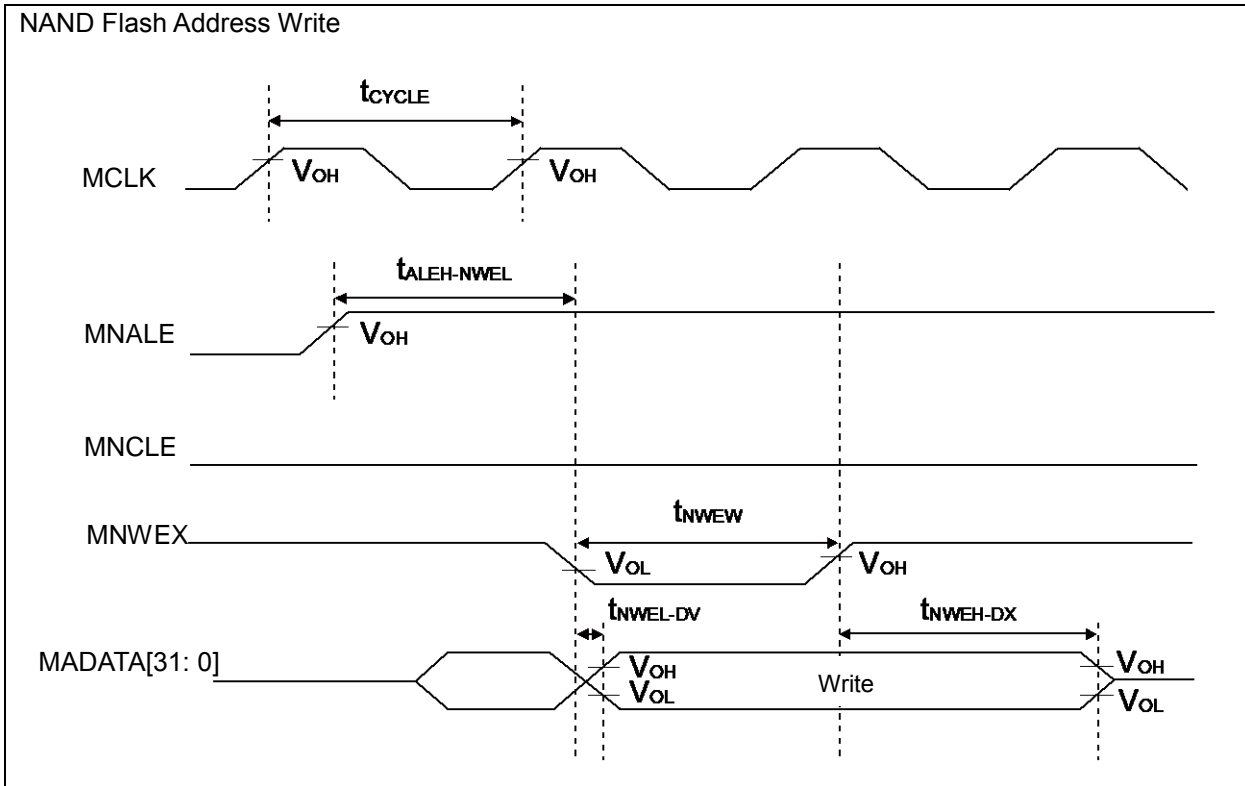 NAND Flash Address Write
tCYCLE
MCLK
VOH
VOH
tALEH-NWEL
MNALE
VOH
MNCLE
tNWEW
MNWEX
VOL
VOH
tNWEL-DV
tNWEH-DX
MADATA[31: 0]
VOH
VOL
Write
VOH
VOL